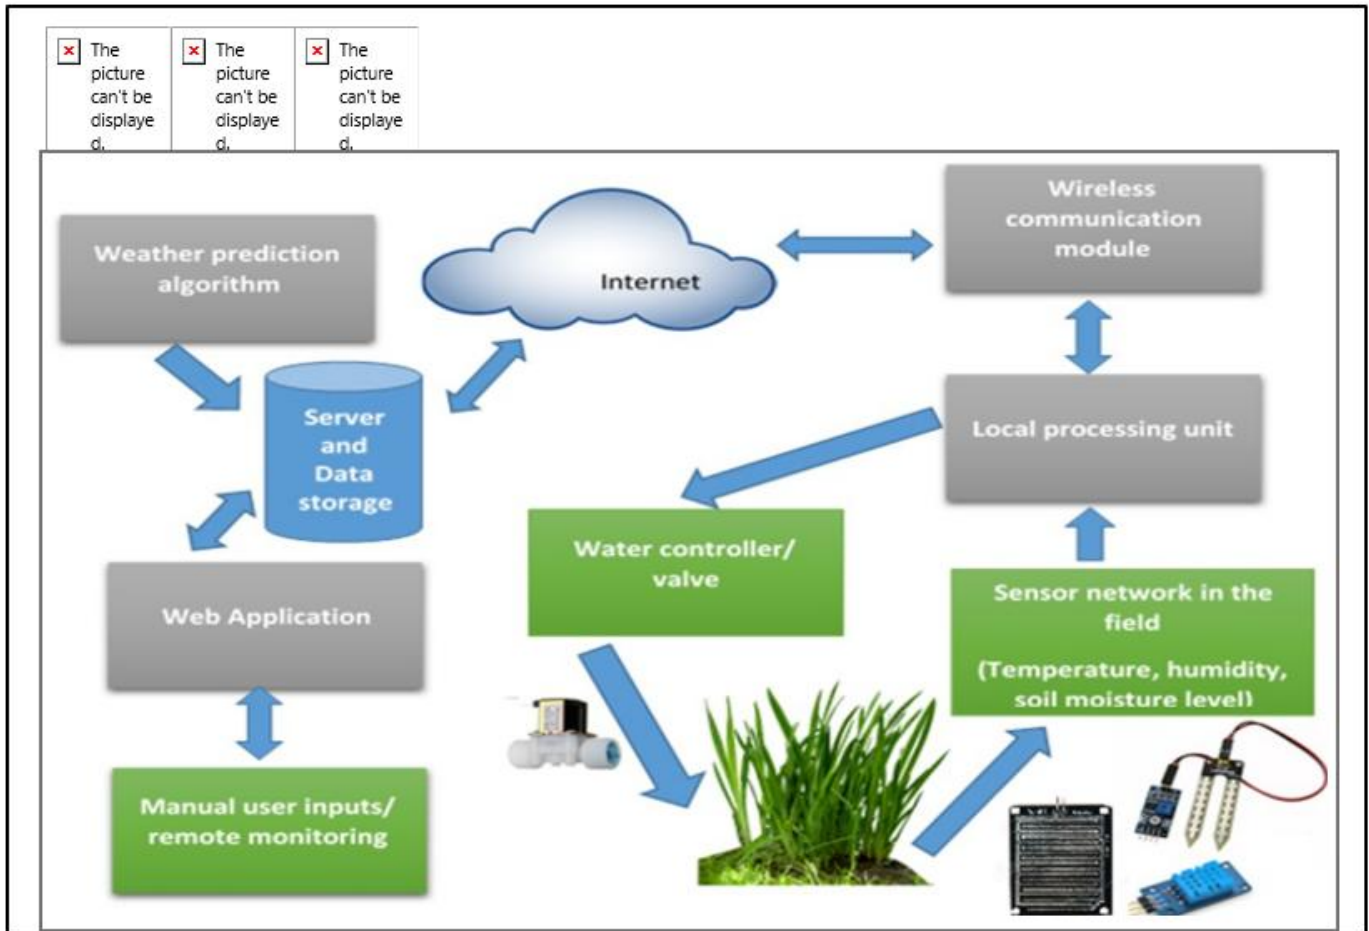 The
picture
can't be
displaye
d.
The
picture
can't be
displaye
d.
The
picture
can't be
displaye
d.
Weather prediction
algorithm
Internet
Wireless
communication
module
Server
and
Data
storage
Local processing unit
Water controller/
valve
Web Application
Sensor network in the
field
(Temperature, humidity,
soil moisture level)
Manual user inputs/
remote monitoring